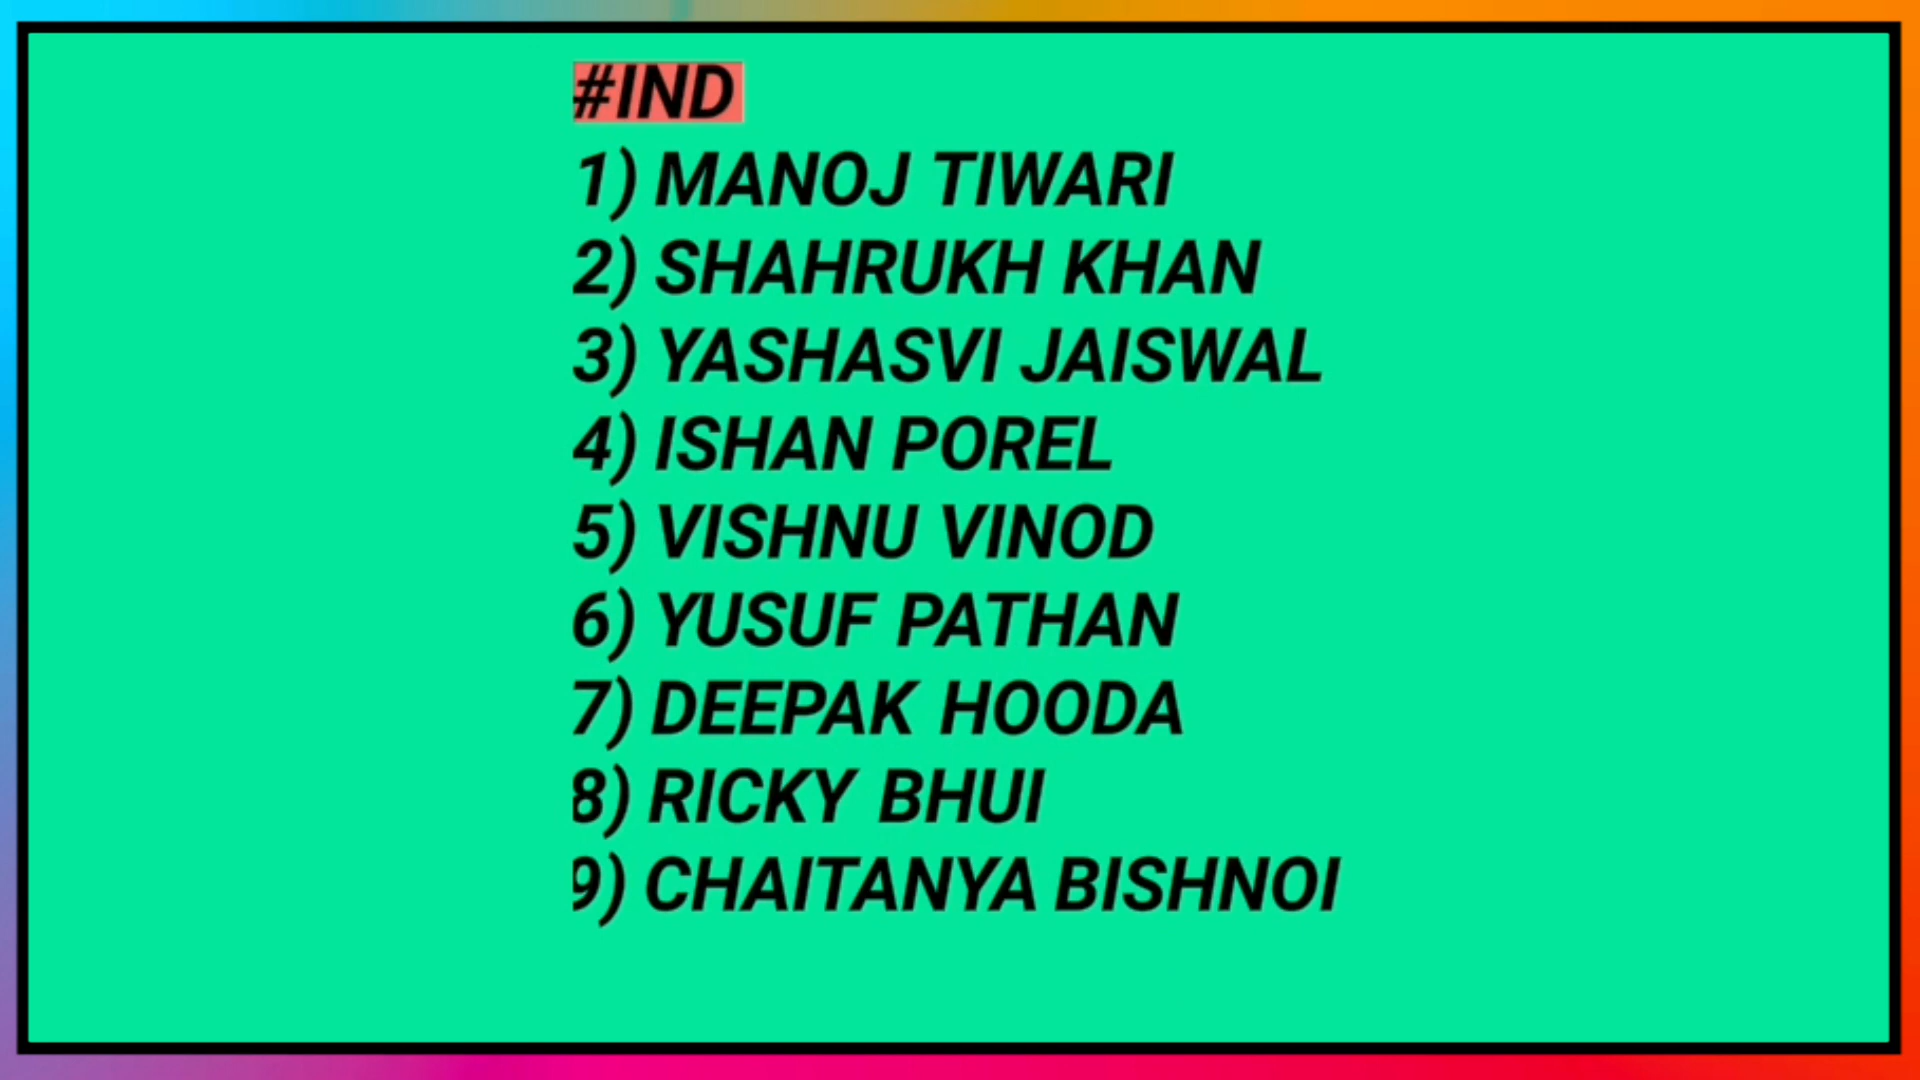 #IND
1) MANOJ TIWARI
2) SHAHRUKH KHAN
3) YASHASVI JAISWAL
4) ISHAN POREL
5) VISHNU VINOD
6) YUSUF PATHAN
7) DEEPAK HOODA
8) RICKY BHUI
9) CHAITANYA BISHNOI